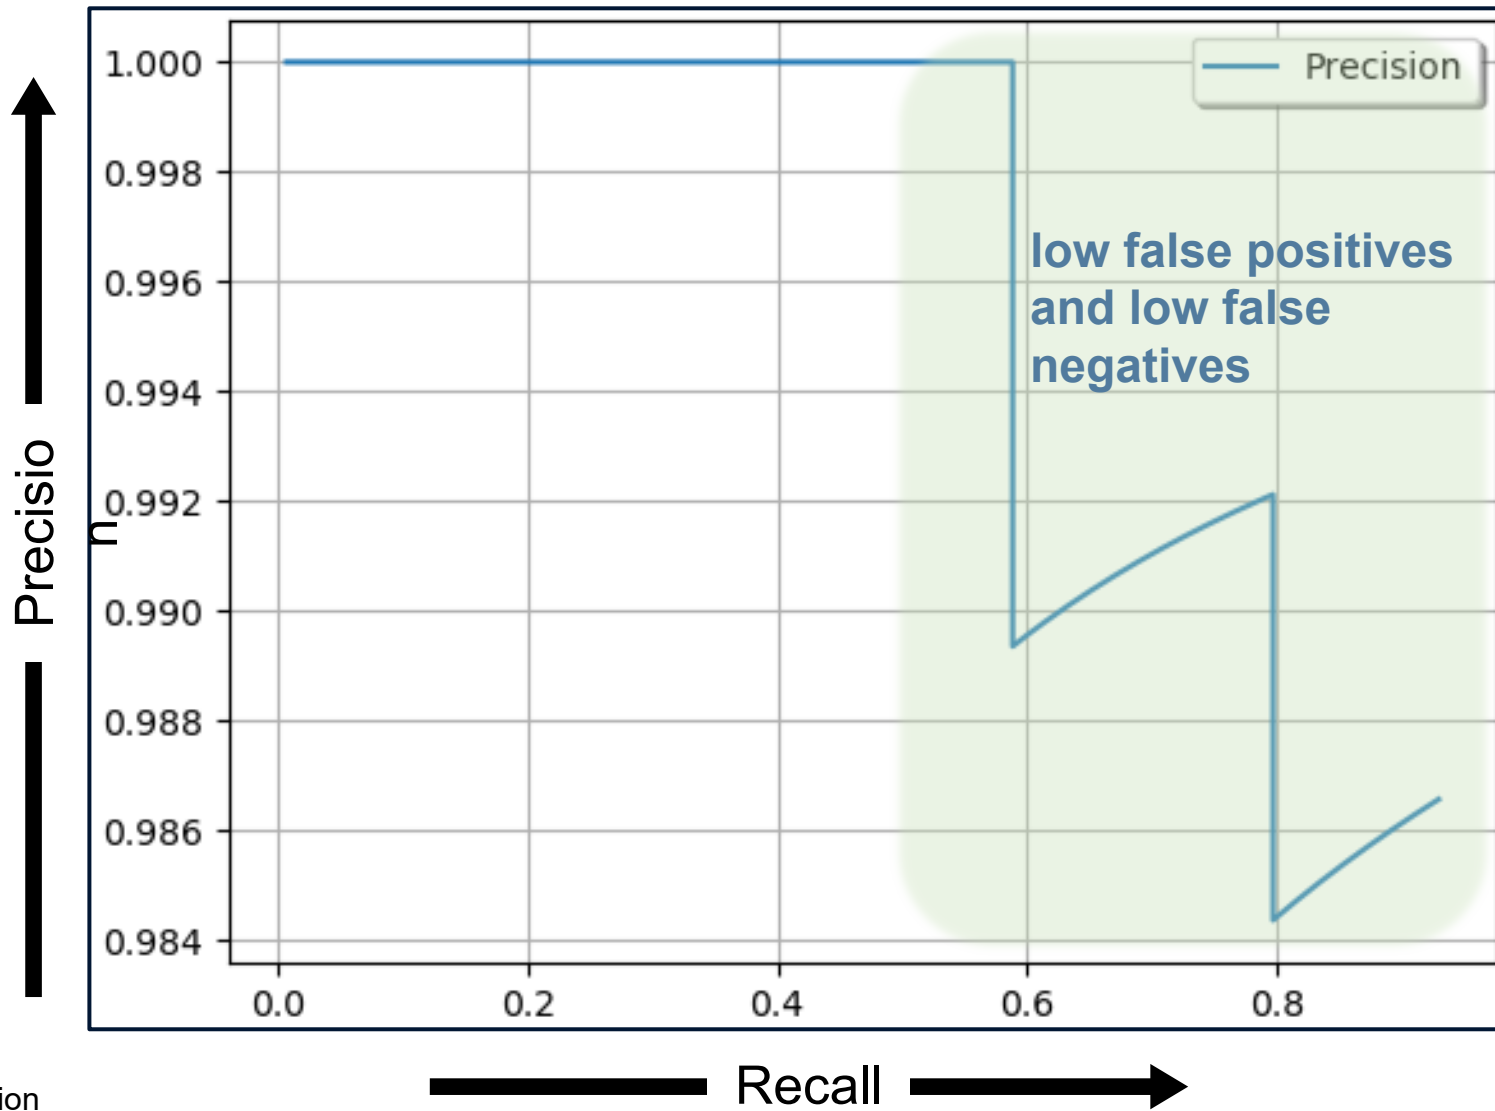 1.000
0.998
0.996
0.994
0.992
0.990
0.988
0.986
0.984
Precisio
n
Precision
low false positives
and low false
negatives
0.0
0.2
0.4
0.6
0.8
Recall
ion